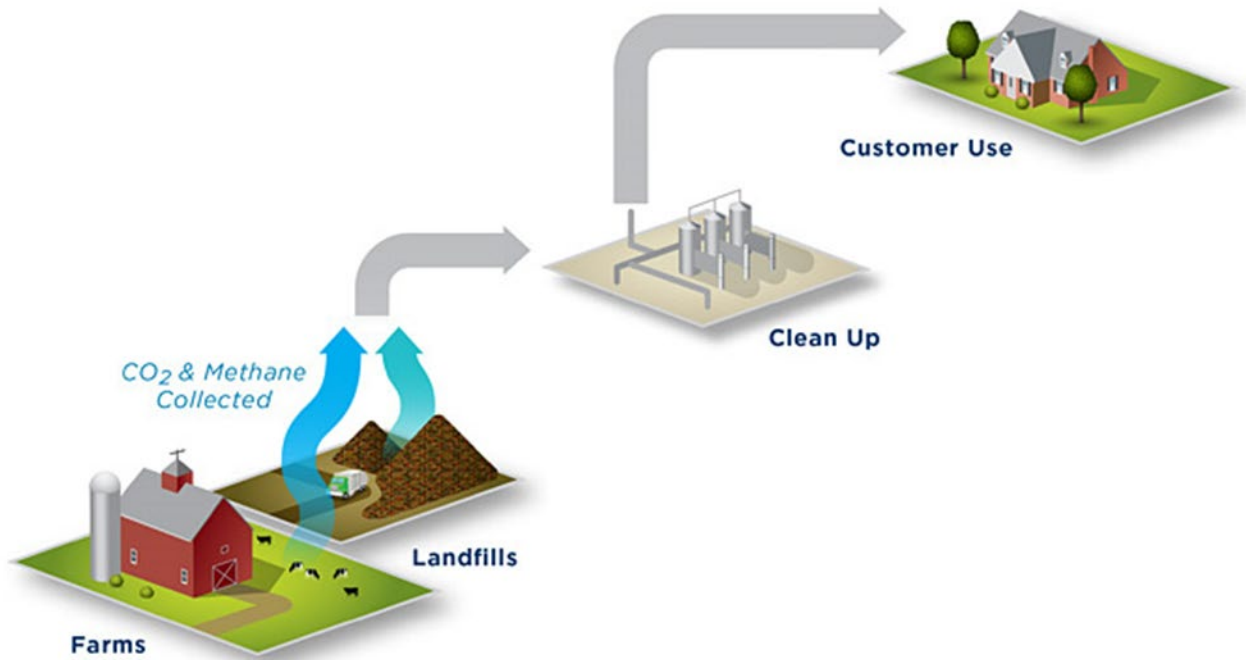 Customer Use
Clean Up
CO₂ & Methane
Collected
Landfills
Farms